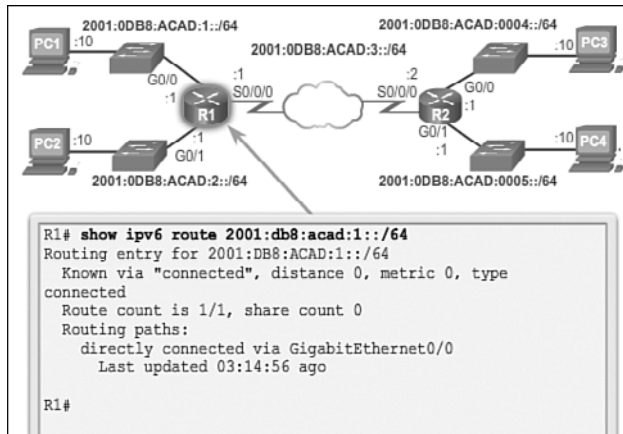 2001:0DB8:ACAD:1::/64
2001:0DB8:ACAD:0004::/64
PC1
:10
2001:0DB8:ACAD:3::/64
:10
PC3
G0/0
:1
:2
G0/0
:1
S0/0/0
S0/0/0
:1
R1
R2
PC2
:10
:1
G0/1
G0/1
:1
:10
PC4
2001:0DB8:ACAD:2::/64
2001:0DB8:ACAD:0005::/64
R1# show ipv6 route 2001:db8:acad:1::/64
Routing entry for 2001:DB8:ACAD:1::/64
Known via "connected", distance 0, metric 0, type
connected
Route count is 1/1, share count 0
Routing paths:
directly connected via GigabitEthernet0/0
Last updated 03:14:56 ago
R1#